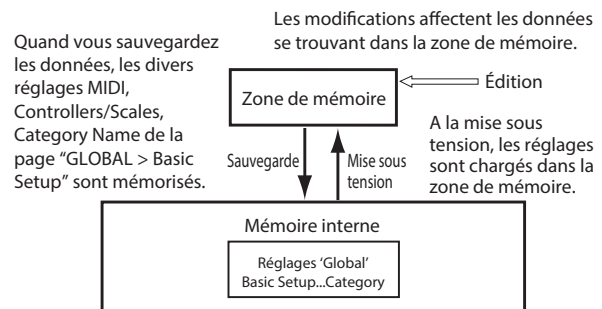 Les modifications affectent les données
se trouvant dans la zone de mémoire.
Quand vous sauvegardez
les données, les divers
réglages MIDI,
Controllers/Scales,
Category Name de la
page “GLOBAL > Basic
Setup” sont mémorisés.
Zone de mémoire
Édition
A la mise sous
tension, les réglages
sont chargés dans la
zone de mémoire.
Sauvegarde
Mise sous
tension
Mémoire interne
Réglages ‘Global’
Basic Setup...Category